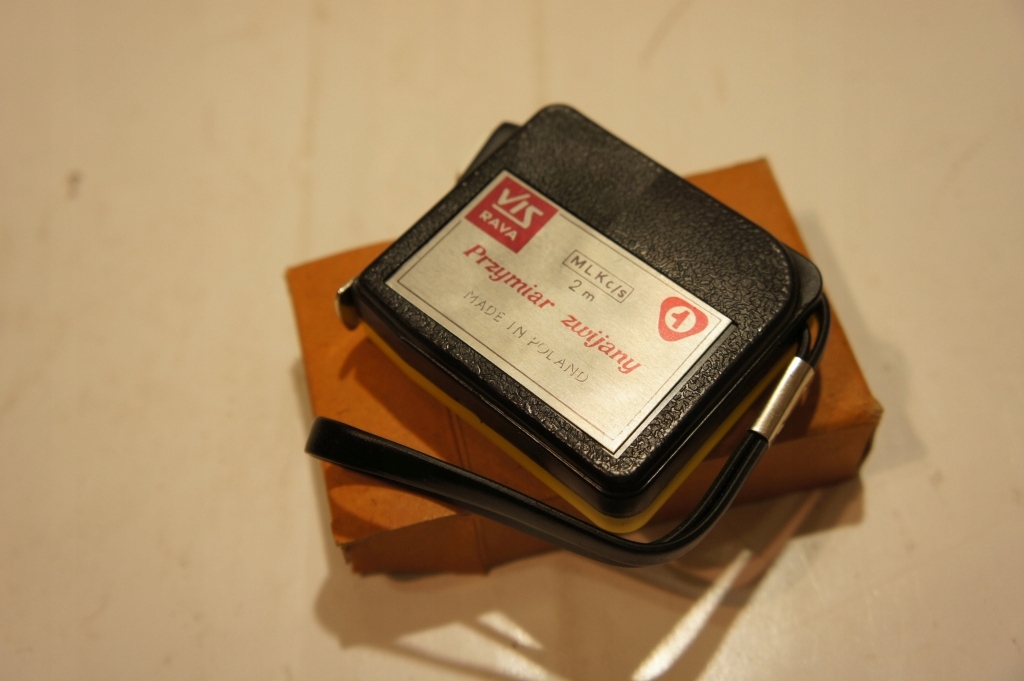 VIS
RAVA
MLKc/s
2 m
Przymiar zwijany
MADE IN POLAND
1